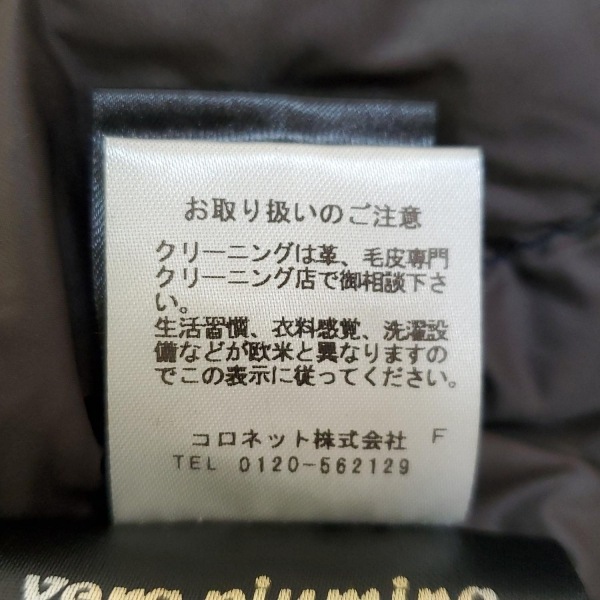 お取り扱いのご注意
クリーニングは革、毛皮専門
クリーニング店で御相談下さ
い。
生活習慣、衣料感覚、洗濯設
備などが欧米と異なりますの
でこの表示に従ってください。
コロネット株式会社 F
TEL 0120-562129
vero piumino